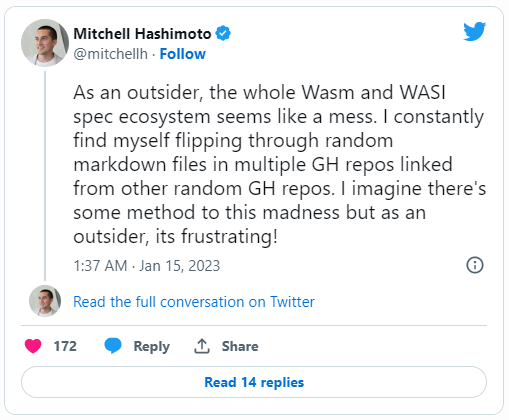 Mitchell Hashimoto
@mitchellh · Follow
As an outsider, the whole Wasm and WASI
spec ecosystem seems like a mess. I constantly
find myself flipping through random
markdown files in multiple GH repos linked
from other random GH repos. I imagine there's
some method to this madness but as an
outsider, its frustrating!
1:37 AM · Jan 15, 2023
Read the full conversation on Twitter
172 Reply Share
Read 14 replies